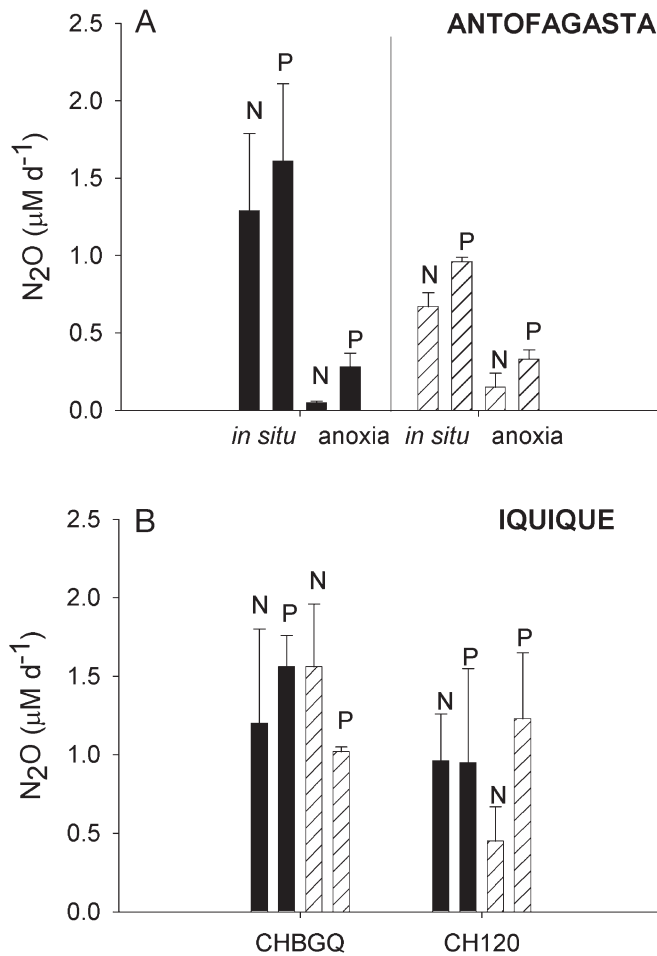 A
ANTOFAGASTA
N₂O (μM d⁻¹)
2.5
2.0
1.5
1.0
0.5
0.0
N
P
N
P
N
P
N
P
in situ anoxia in situ anoxia
B
IQUIQUE
N₂O (μM d⁻¹)
2.5
2.0
1.5
1.0
0.5
0.0
N
P
N
P
N
P
N
P
CHBGQ CH120